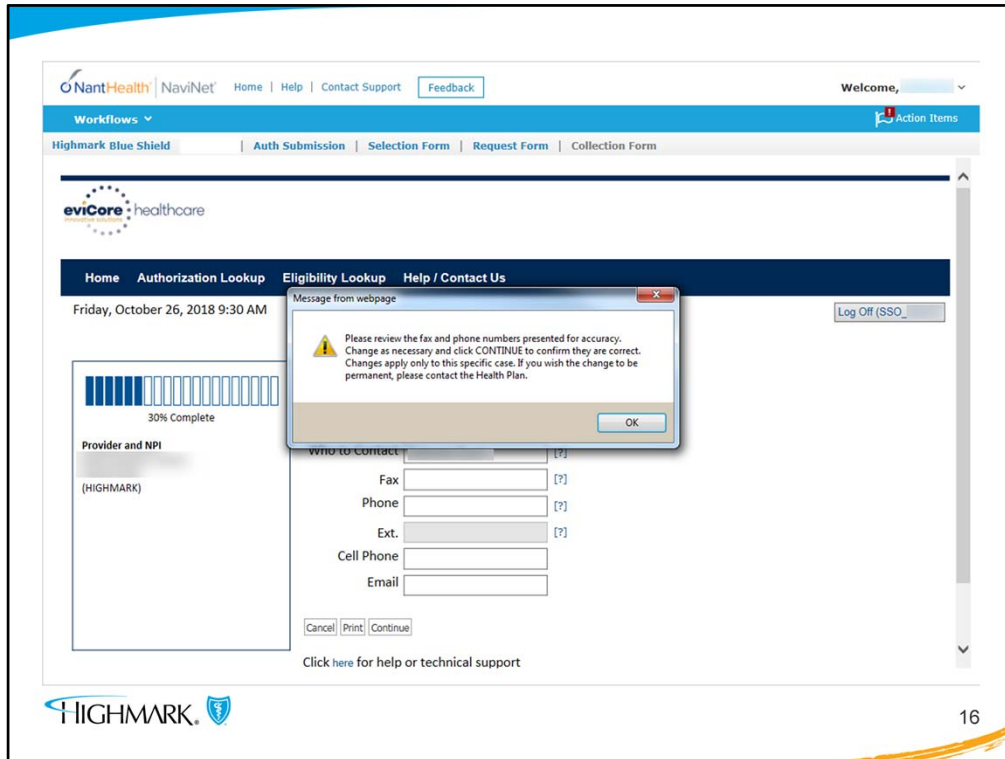 NantHealth NaviNet Home | Help | Contact Support Feedback Welcome,
Workflows Action Items
Highmark Blue Shield | Auth Submission | Selection Form | Request Form | Collection Form
eviCore healthcare
innovative solutions
Home Authorization Lookup Eligibility Lookup Help / Contact Us
Friday, October 26, 2018 9:30 AM
Log Off (SSO_
Message from webpage
Please review the fax and phone numbers presented for accuracy.
Change as necessary and click CONTINUE to confirm they are correct.
Changes apply only to this specific case. If you wish the change to be
permanent, please contact the Health Plan.
OK
30% Complete
Provider and NPI
(HIGHMARK)
Who to Contact [?]
Fax [?]
Phone [?]
Ext. [?]
Cell Phone
Email
Cancel Print Continue
Click here for help or technical support
HIGHMARK.
16